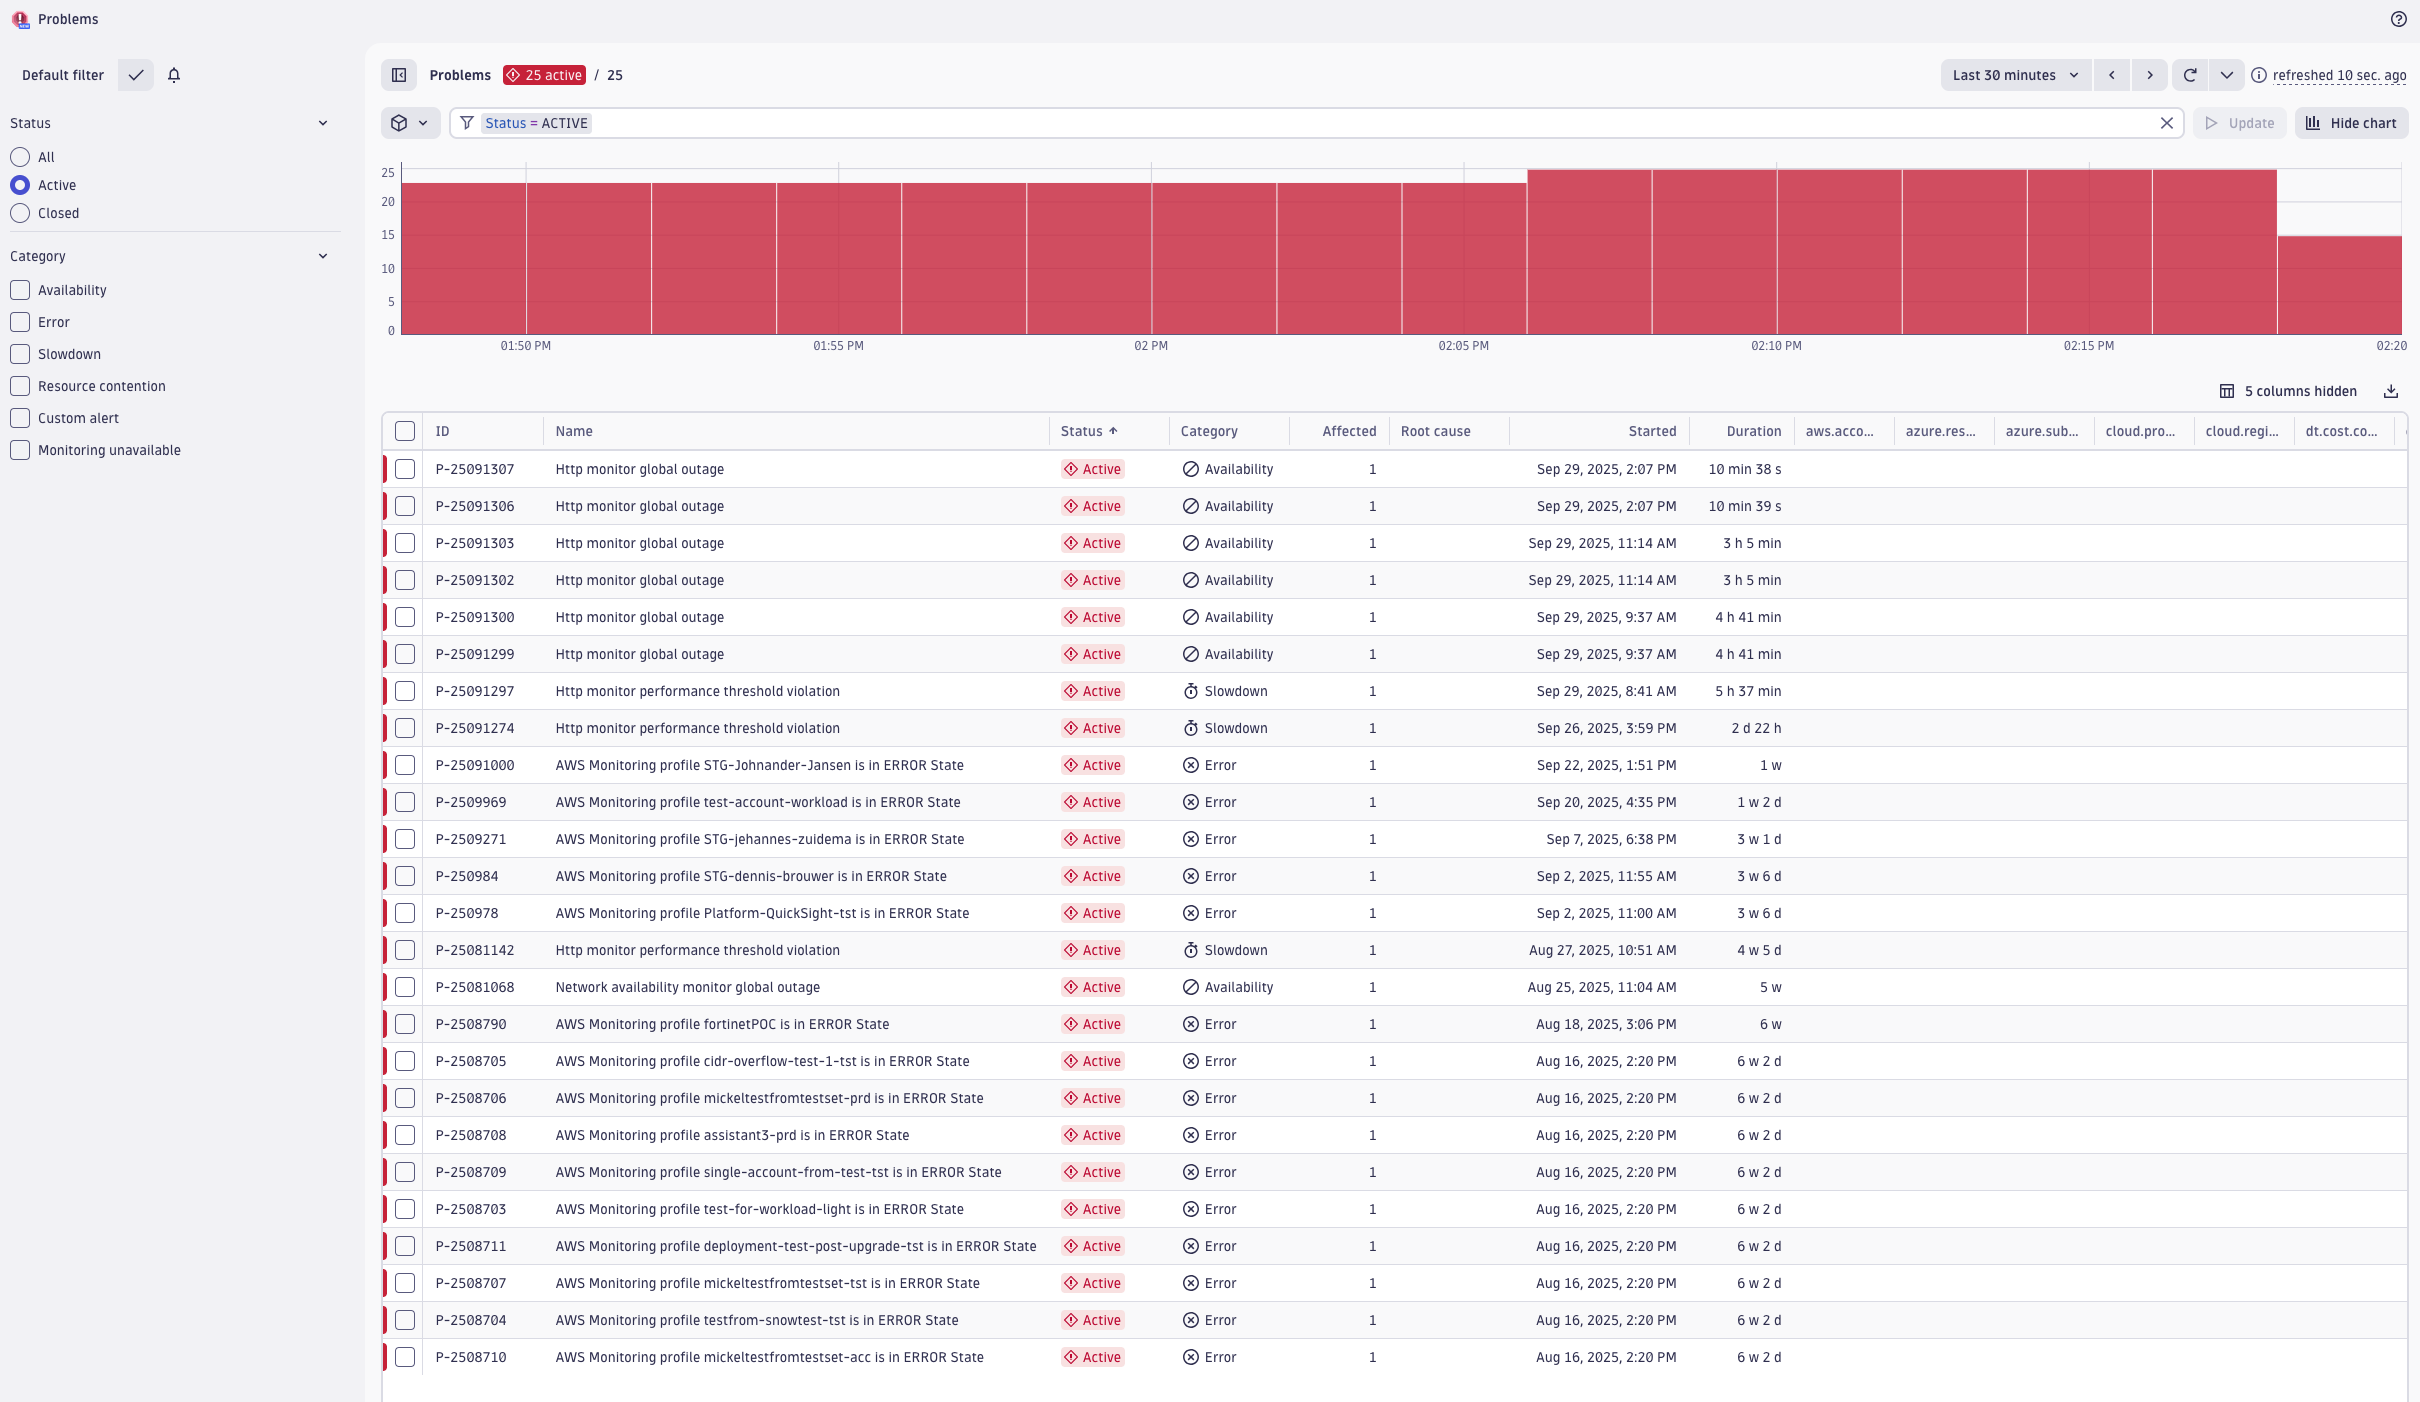 Problems
Default filter
Status
All
Active
Closed
Category
Availability
Error
Slowdown
Resource contention
Custom alert
Monitoring unavailable
Problems 25 active / 25
Last 30 minutes
refreshed 10 sec. ago
Status = ACTIVE
Update
Hide chart
25
20
15
10
5
0
01:50 PM 01:55 PM 02 PM 02:05 PM 02:10 PM 02:15 PM 02:20
5 columns hidden
ID Name Status Category Affected Root cause Started Duration aws.acco... azure.res... azure.sub... cloud.pro... cloud.regi... dt.cost.co...
P-25091307 Http monitor global outage Active Availability 1 Sep 29, 2025, 2:07 PM 10 min 38 s
P-25091306 Http monitor global outage Active Availability 1 Sep 29, 2025, 2:07 PM 10 min 39 s
P-25091303 Http monitor global outage Active Availability 1 Sep 29, 2025, 11:14 AM 3 h 5 min
P-25091302 Http monitor global outage Active Availability 1 Sep 29, 2025, 11:14 AM 3 h 5 min
P-25091300 Http monitor global outage Active Availability 1 Sep 29, 2025, 9:37 AM 4 h 41 min
P-25091299 Http monitor global outage Active Availability 1 Sep 29, 2025, 9:37 AM 4 h 41 min
P-25091297 Http monitor performance threshold violation Active Slowdown 1 Sep 29, 2025, 8:41 AM 5 h 37 min
P-25091274 Http monitor performance threshold violation Active Slowdown 1 Sep 26, 2025, 3:59 PM 2 d 22 h
P-25091000 AWS Monitoring profile STG-Johnander-Jansen is in ERROR State Active Error 1 Sep 22, 2025, 1:51 PM 1 w
P-2509969 AWS Monitoring profile test-account-workload is in ERROR State Active Error 1 Sep 20, 2025, 4:35 PM 1 w 2 d
P-2509271 AWS Monitoring profile STG-jehannes-zuidema is in ERROR State Active Error 1 Sep 7, 2025, 6:38 PM 3 w 1 d
P-250984 AWS Monitoring profile STG-dennis-brouwer is in ERROR State Active Error 1 Sep 2, 2025, 11:55 AM 3 w 6 d
P-250978 AWS Monitoring profile Platform-QuickSight-tst is in ERROR State Active Error 1 Sep 2, 2025, 11:00 AM 3 w 6 d
P-25081142 Http monitor performance threshold violation Active Slowdown 1 Aug 27, 2025, 10:51 AM 4 w 5 d
P-25081068 Network availability monitor global outage Active Availability 1 Aug 25, 2025, 11:04 AM 5 w
P-2508790 AWS Monitoring profile fortinetPOC is in ERROR State Active Error 1 Aug 18, 2025, 3:06 PM 6 w
P-2508705 AWS Monitoring profile cidr-overflow-test-1-tst is in ERROR State Active Error 1 Aug 16, 2025, 2:20 PM 6 w 2 d
P-2508706 AWS Monitoring profile mickeltestfromtestset-prd is in ERROR State Active Error 1 Aug 16, 2025, 2:20 PM 6 w 2 d
P-2508708 AWS Monitoring profile assistant3-prd is in ERROR State Active Error 1 Aug 16, 2025, 2:20 PM 6 w 2 d
P-2508709 AWS Monitoring profile single-account-from-test-tst is in ERROR State Active Error 1 Aug 16, 2025, 2:20 PM 6 w 2 d
P-2508703 AWS Monitoring profile test-for-workload-light is in ERROR State Active Error 1 Aug 16, 2025, 2:20 PM 6 w 2 d
P-2508711 AWS Monitoring profile deployment-test-post-upgrade-tst is in ERROR State Active Error 1 Aug 16, 2025, 2:20 PM 6 w 2 d
P-2508707 AWS Monitoring profile mickeltestfromtestset-tst is in ERROR State Active Error 1 Aug 16, 2025, 2:20 PM 6 w 2 d
P-2508704 AWS Monitoring profile testfrom-snowtest-tst is in ERROR State Active Error 1 Aug 16, 2025, 2:20 PM 6 w 2 d
P-2508710 AWS Monitoring profile mickeltestfromtestset-acc is in ERROR State Active Error 1 Aug 16, 2025, 2:20 PM 6 w 2 d